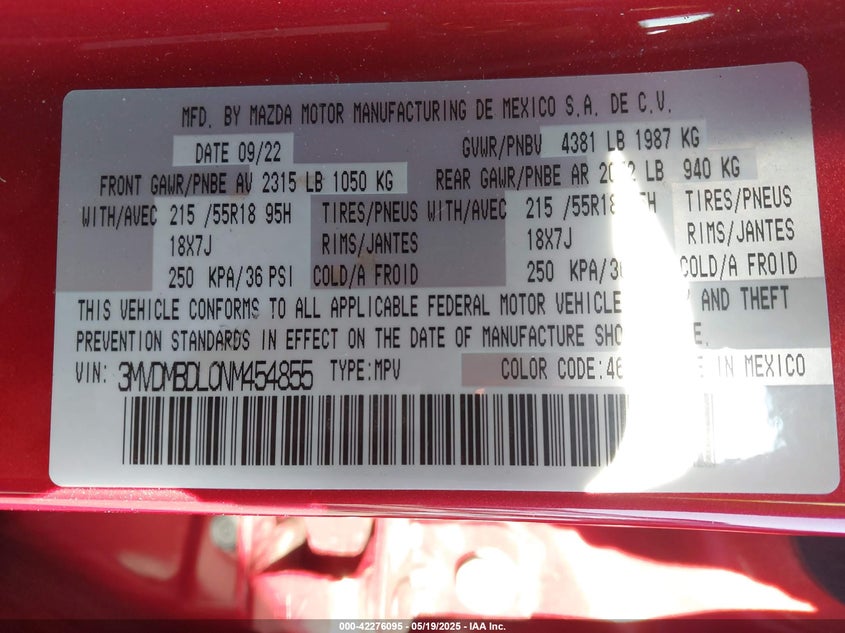 MFD. BY MAZDA MOTOR MANUFACTURING DE MEXICO S.A. DE C.V.
DATE 09/22 GVWR/PNBV 4381 LB 1987 KG
FRONT GAWR/PNBE AV 2315 LB 1050 KG REAR GAWR/PNBE AR LB 940 KG
WITH/AVEC 215 /55R18 95H TIRES/PNEUS WITH/AVEC 215 /55R18 TIRES/PNEUS
18X7J RIMS/JANTES 18X7J RIMS/JANTES
250 KPA/36 PSI COLD/A FROID 250 COLD/A FROID
THIS VEHICLE CONFORMS TO ALL APPLICABLE FEDERAL MOTOR VEHICLE AND THEFT
PREVENTION STANDARDS IN EFFECT ON THE DATE OF MANUFACTURE
VIN: 3MVDMBDL0NM454855 TYPE:MPV COLOR CODE: IN MEXICO
000-42276095 - 05/19/2025 - IAA Inc.